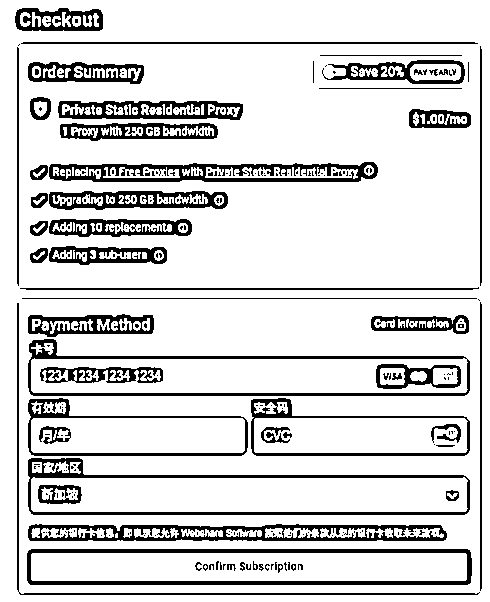 Checkout
Order Summary
Save 20% PAY YEARLY
Private Static Residential Proxy
1 Proxy with 250 GB bandwidth
$1.00/mo
Replacing 10 Free Proxies with Private Static Residential Proxy
Upgrading to 250 GB bandwidth
Adding 10 replacements
Adding 3 sub-users
Payment Method
Card Information
卡号
1234 1234 1234 1234
VISA
有效期
安全码
月/年
CVC
国家/地区
新加坡
提供您的银行卡信息，即表示您允许 Webshare Software 按照他们的条款从您的银行卡收取未来款项。
Confirm Subscription